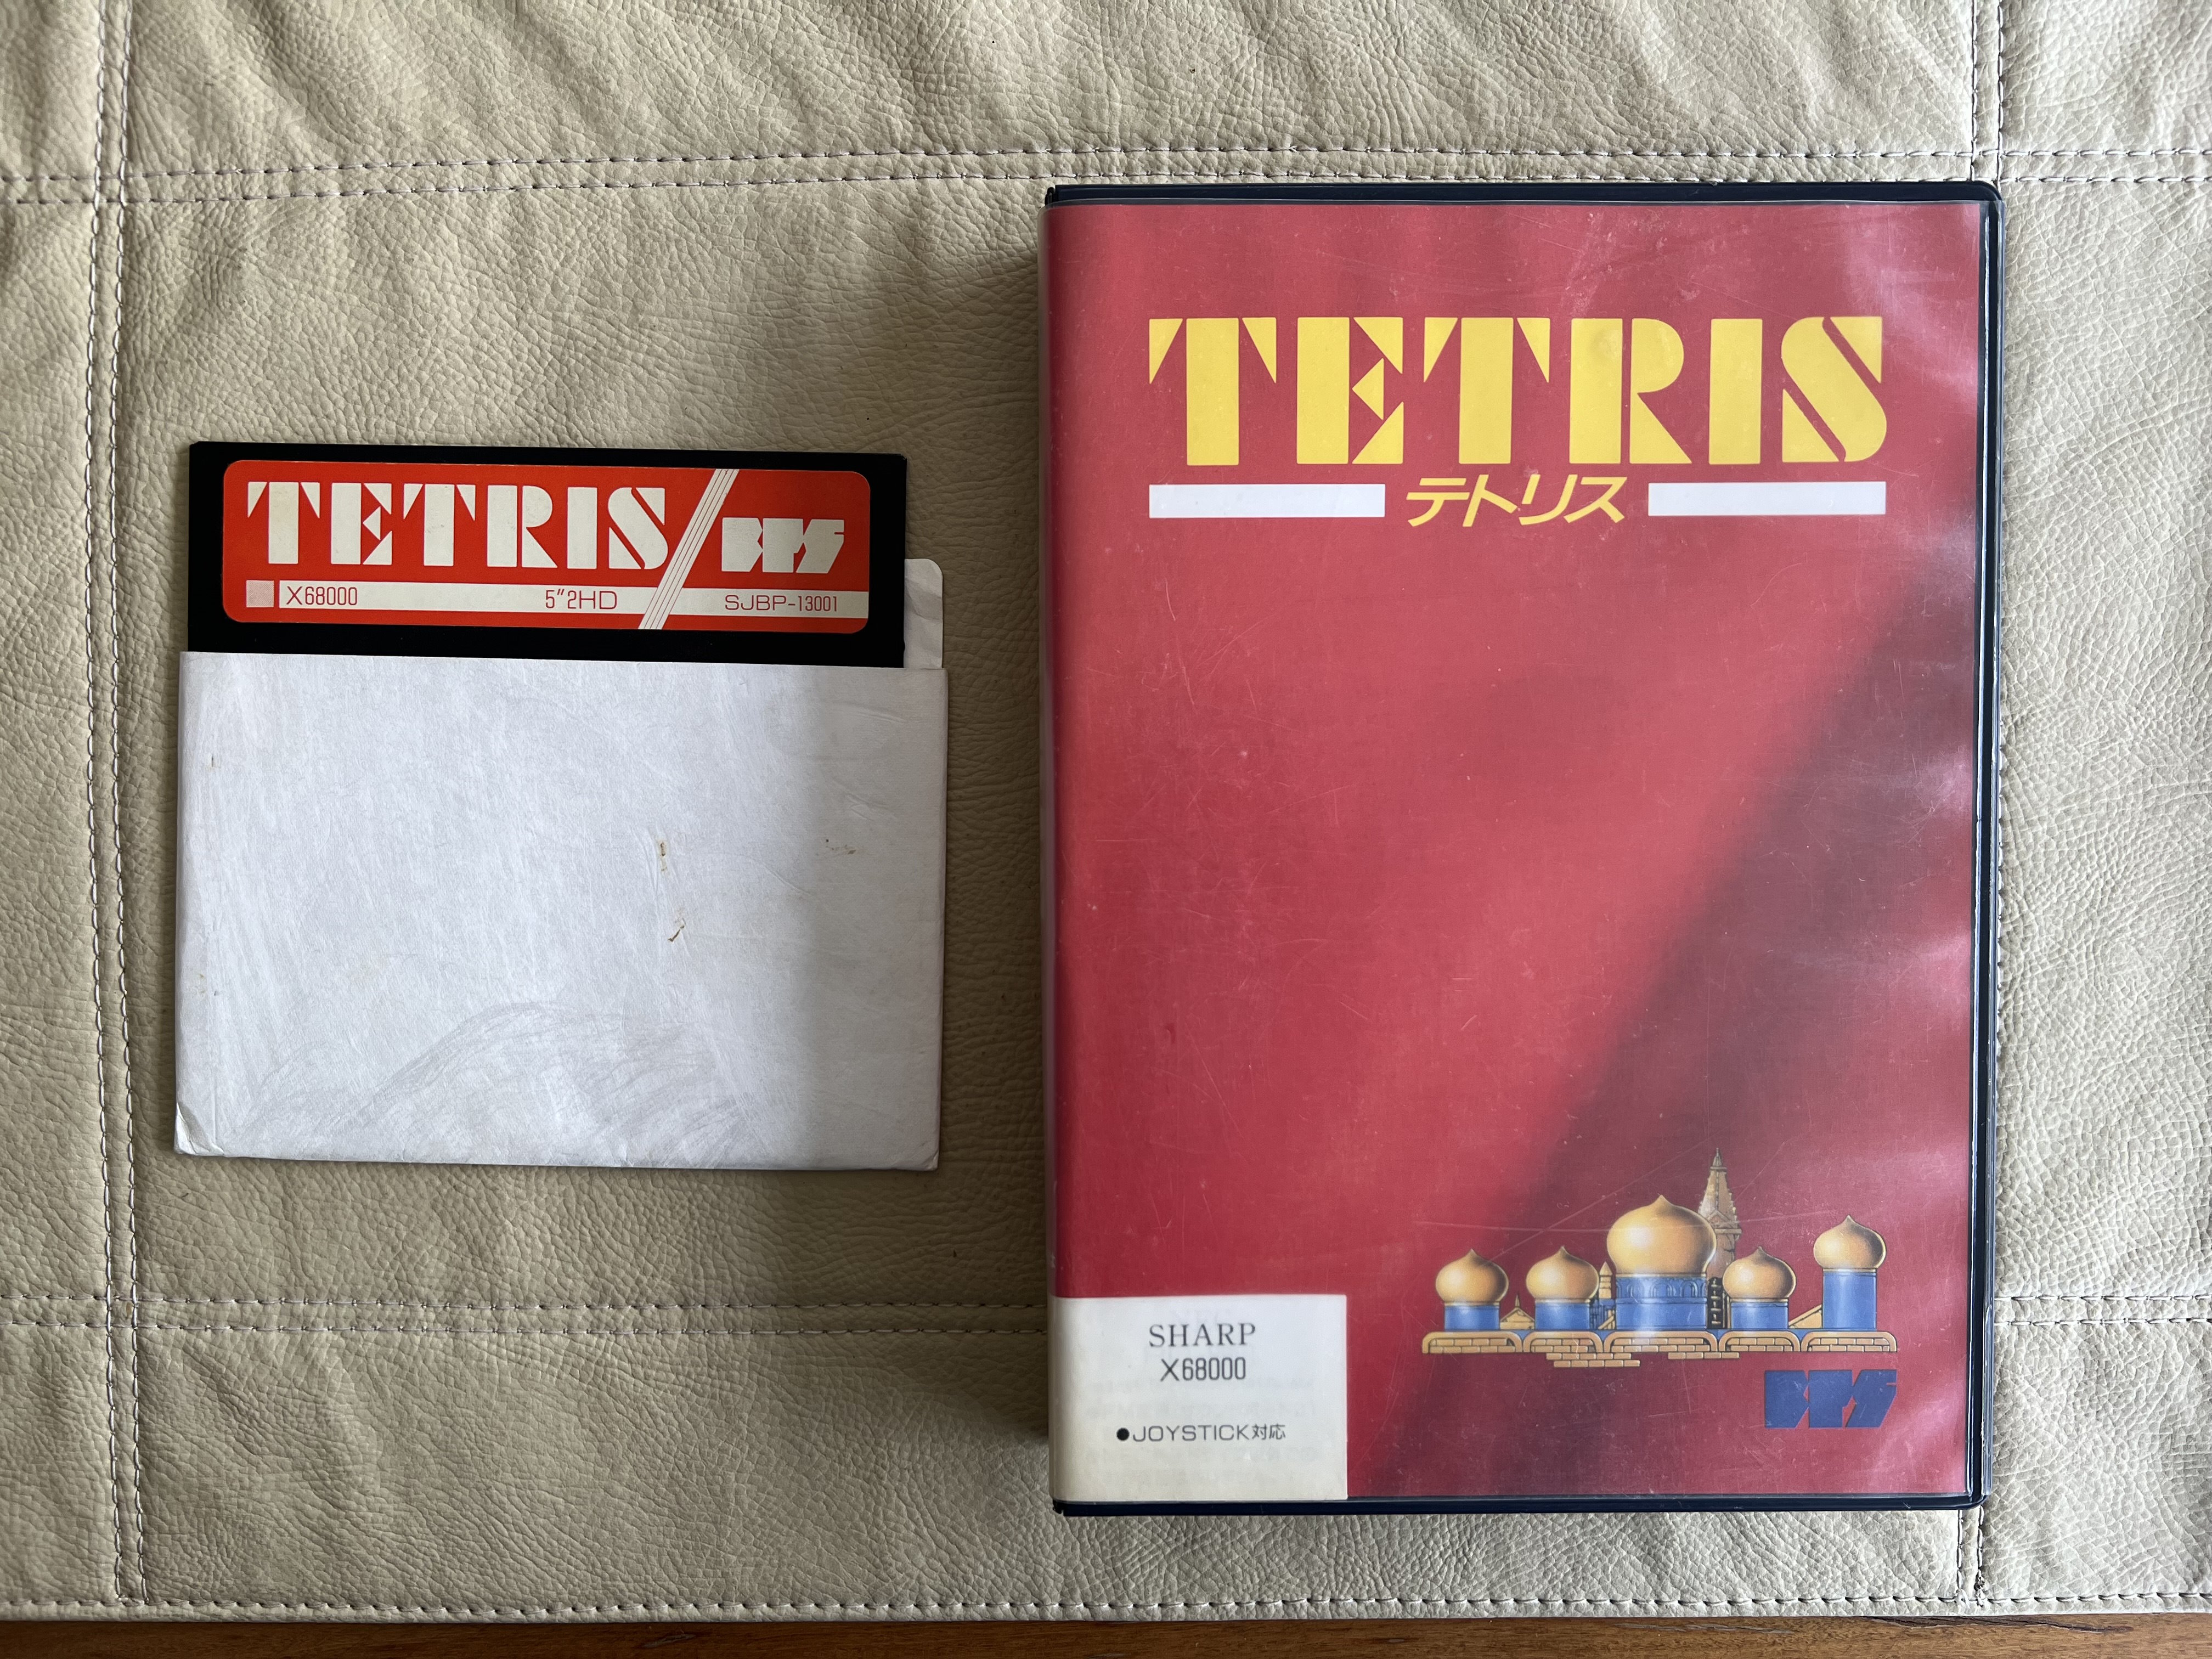 TETRIS
BPS
X68000 5"2HD SJBP-13001
TETRIS
テトリス
SHARP
X68000
●JOYSTICK対応
BPS